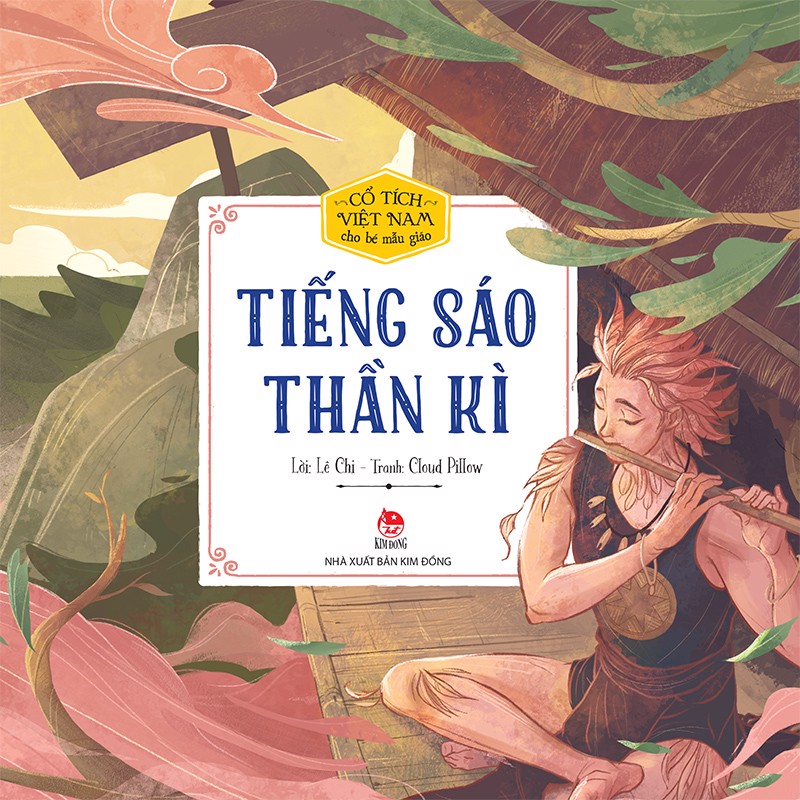 CỔ TÍCH
VIỆT NAM
cho bé mẫu giáo
TIẾNG SÁO
THẦN KÌ
Lời: Lê Chi – Tranh: Cloud Pillow
KIM ĐỒNG
NHÀ XUẤT BẢN KIM ĐỒNG